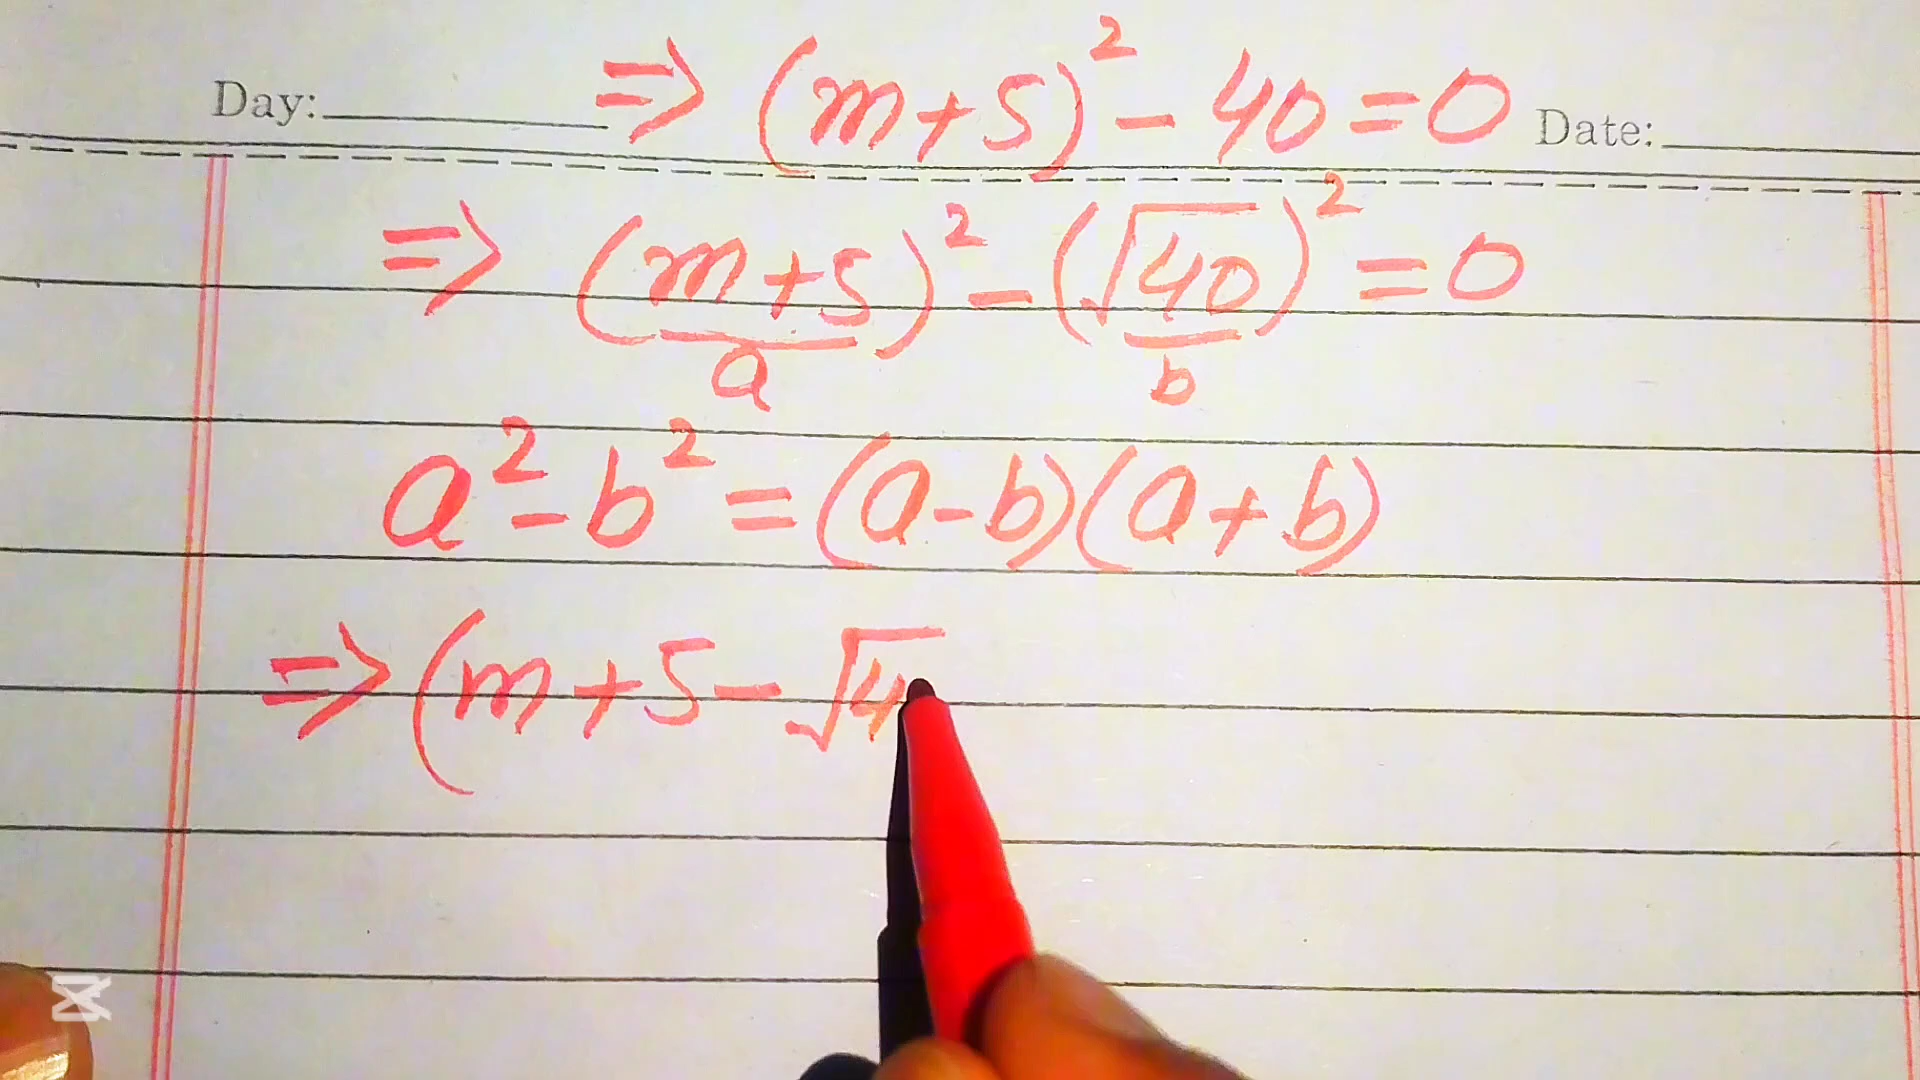 Day: ⇒ (m+5)² - 40 = 0 Date:
⇒ (m+5)² - (√40)² = 0
a b
a² - b² = (a-b)(a+b)
⇒ (m+5-√4